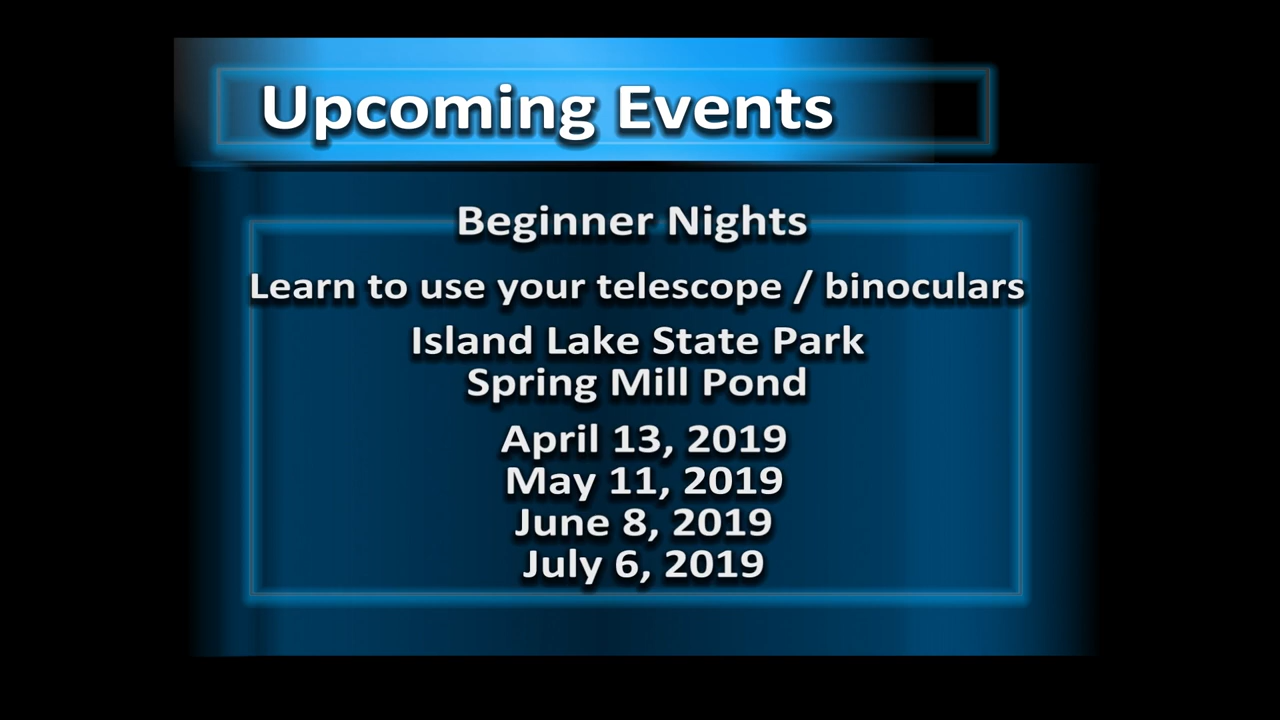 Upcoming Events
Beginner Nights
Learn to use your telescope / binoculars
Island Lake State Park
Spring Mill Pond
April 13, 2019
May 11, 2019
June 8, 2019
July 6, 2019